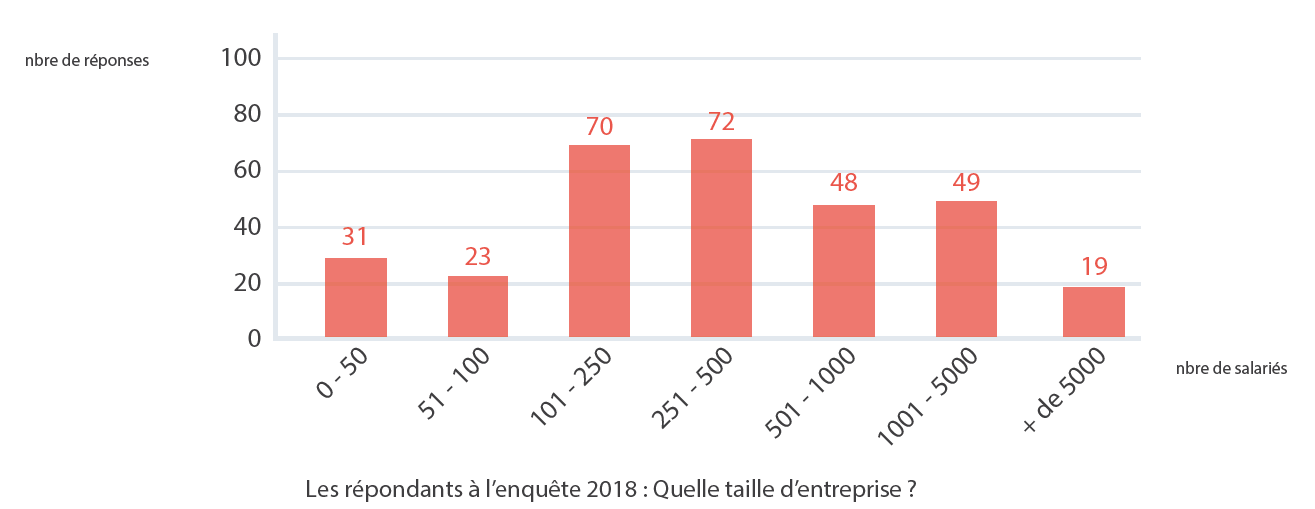 nbre de réponses
100
80
60
40
20
0
31
23
70
72
48
49
19
0 - 50
51 - 100
101 - 250
251 - 500
501 - 1000
1001 - 5000
+ de 5000
nbre de salariés
Les répondants à l’enquête 2018 : Quelle taille d’entreprise ?